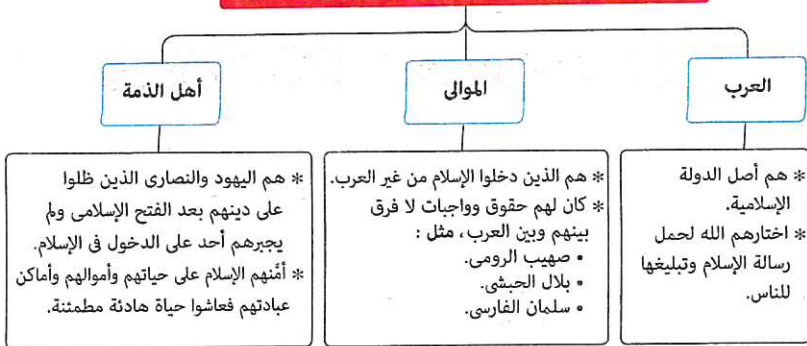 العرب
الموالى
أهل الذمة
* هم أصل الدولة
الإسلامية.
* اختارهم الله لحمل
رسالة الإسلام وتبليغها
للناس.
* هم الذين دخلوا الإسلام من غير العرب.
* كان لهم حقوق وواجبات لا فرق
بينهم وبين العرب، مثل :
• صهيب الرومى.
• بلال الحبشى.
• سلمان الفارسى.
* هم اليهود والنصارى الذين ظلوا
على دينهم بعد الفتح الإسلامى ولم
يجبرهم أحد على الدخول فى الإسلام.
* أمَّنهم الإسلام على حياتهم وأموالهم وأماكن
عبادتهم فعاشوا حياة هادئة مطمئنة.